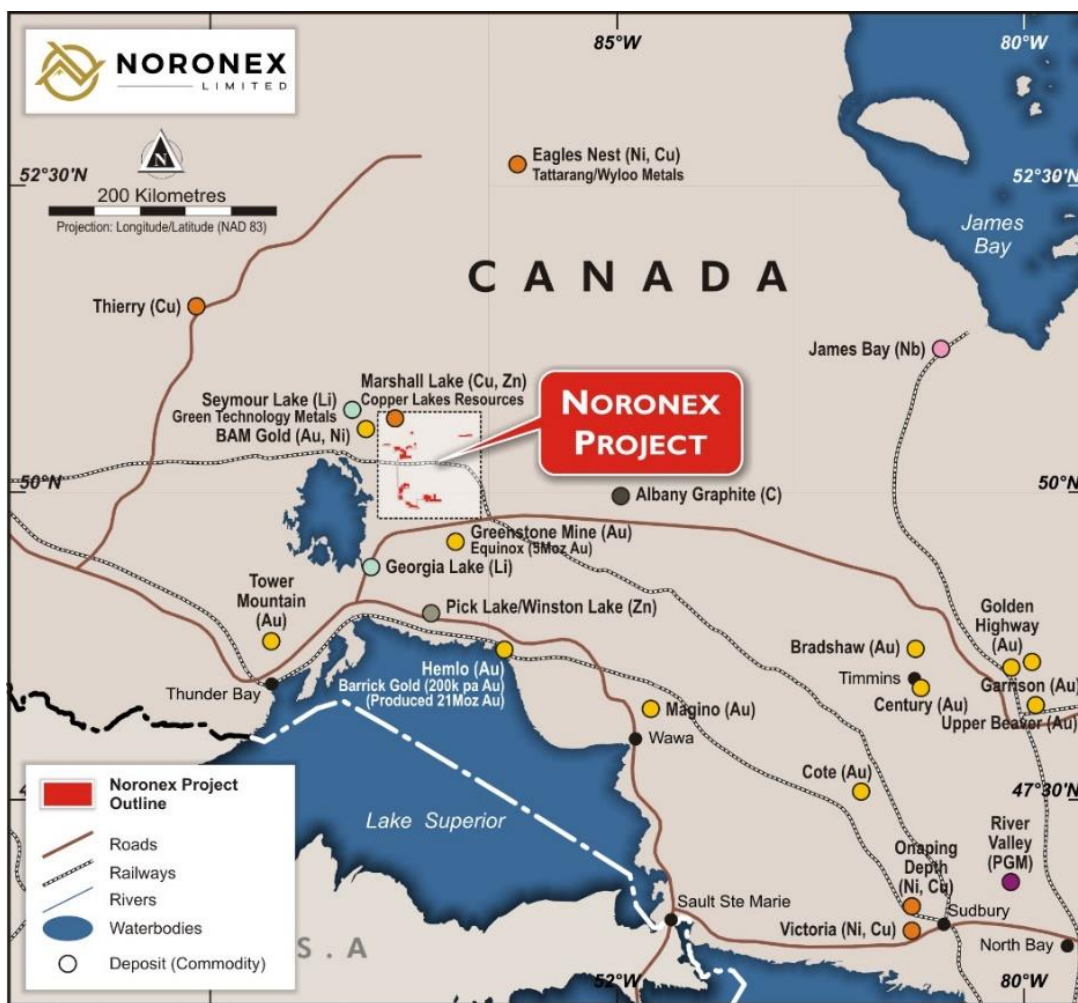 NORONEX
LIMITED
85°W
80°W
N
200 Kilometres
Projection: Longitude/Latitude (NAD 83)
52°30'N
52°30'N
Eagles Nest (Ni, Cu)
Tattarang/Wyloo Metals
James
Bay
CANADA
Thierry (Cu)
James Bay (Nb)
Marshall Lake (Cu, Zn)
Copper Lakes Resources
Seymour Lake (Li)
Green Technology Metals
BAM Gold (Au, Ni)
NORONEX
PROJECT
50°N
50°N
Albany Graphite (C)
Greenstone Mine (Au)
Equinox (5Moz Au)
Georgia Lake (Li)
Tower
Mountain
(Au)
Pick Lake/Winston Lake (Zn)
Golden
Highway
(Au)
Bradshaw (Au)
Hemlo (Au)
Barrick Gold (200k pa Au)
(Produced 21Moz Au)
Thunder Bay
Timmins
Garrison (Au)
Century (Au)
Upper Beaver (Au)
Magino (Au)
Wawa
Cote (Au)
47°30'N
Lake Superior
River
Valley
(PGM)
Onaping
Depth
(Ni, Cu)
Sault Ste Marie
Sudbury
Victoria (Ni, Cu)
North Bay
S.A
52°W
80°W
Noronex Project
Outline
Roads
Railways
Rivers
Waterbodies
Deposit (Commodity)